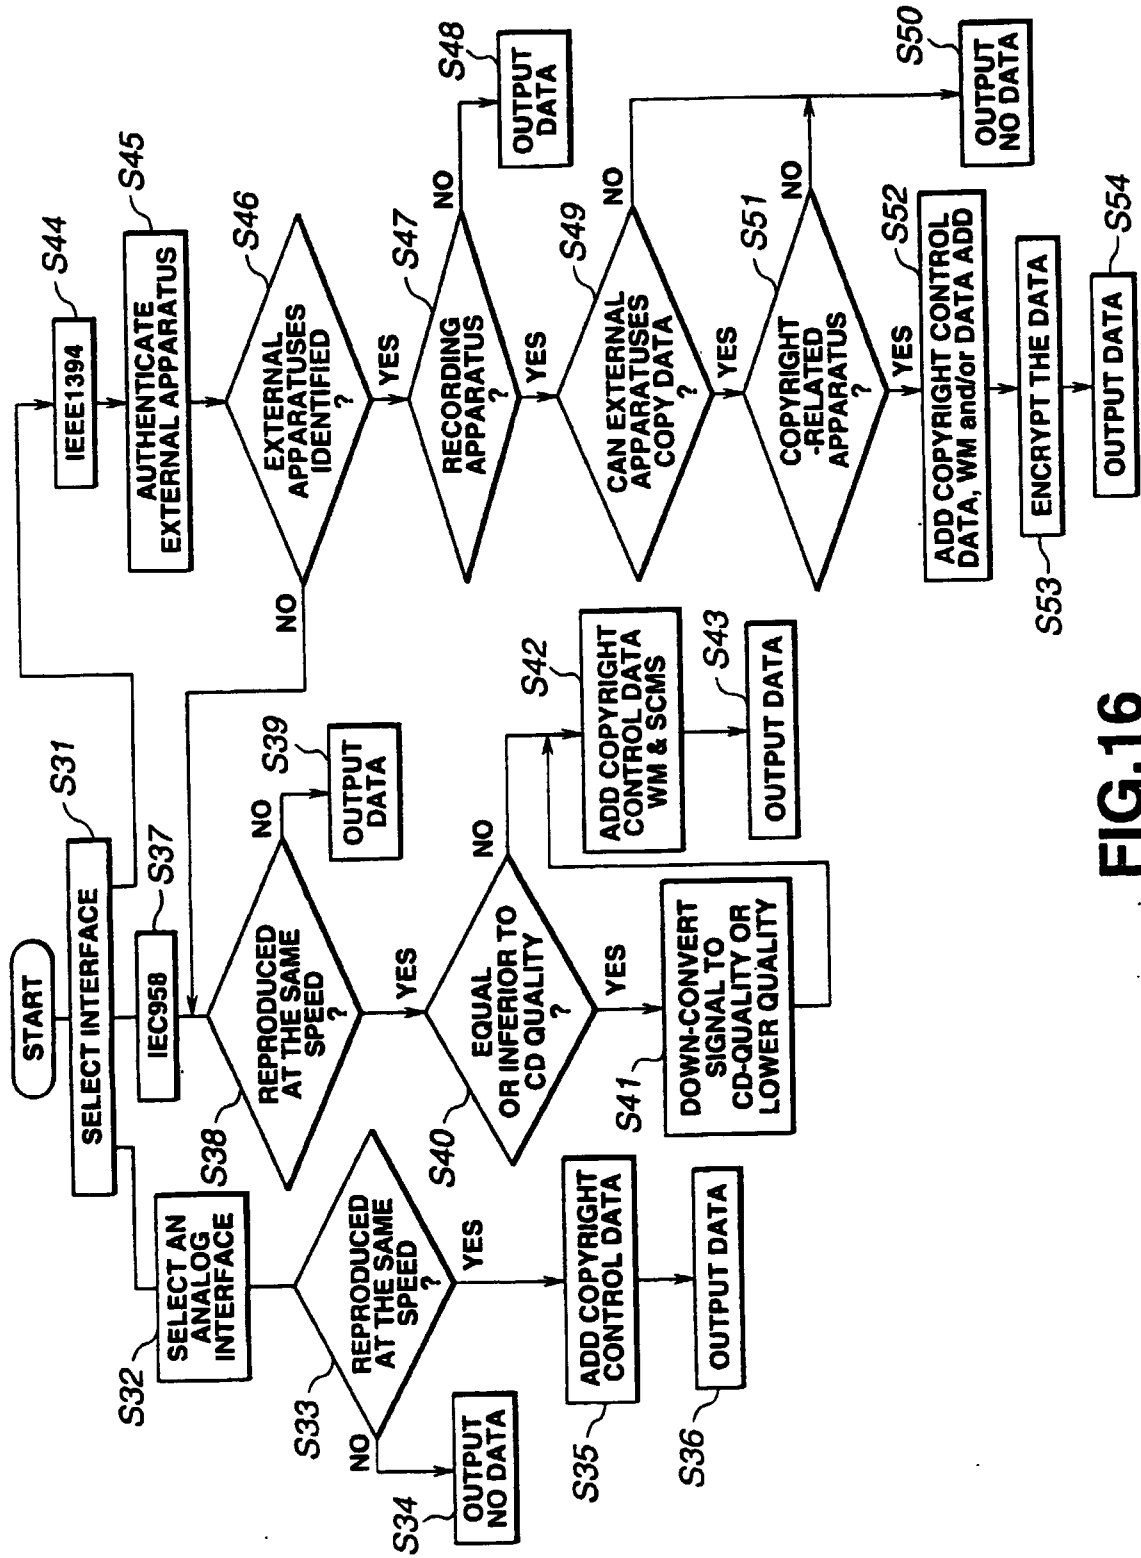 START
S31
SELECT INTERFACE
S32
SELECT AN
ANALOG
INTERFACE
S33
REPRODUCED
AT THE SAME
SPEED
?
NO
YES
S34
OUTPUT
NO DATA
S35
ADD COPYRIGHT
CONTROL DATA
S36
OUTPUT DATA
S37
IEC958
S38
REPRODUCED
AT THE SAME
SPEED
?
NO
YES
S39
OUTPUT
DATA
S40
EQUAL
OR INFERIOR TO
CD QUALITY
?
NO
YES
S41
DOWN-CONVERT
SIGNAL TO
CD-QUALITY OR
LOWER QUALITY
S42
ADD COPYRIGHT
CONTROL DATA
WM & SCMS
S43
OUTPUT DATA
S44
IEEE1394
S45
AUTHENTICATE
EXTERNAL APPARATUS
S46
EXTERNAL
APPARATUSES
IDENTIFIED
?
NO
YES
S47
RECORDING
APPARATUS
?
NO
YES
S48
OUTPUT
DATA
S49
CAN EXTERNAL
APPARATUSES
COPY DATA
?
NO
YES
S50
OUTPUT
NO DATA
S51
COPYRIGHT
-RELATED
APPARATUS
?
NO
YES
S52
ADD COPYRIGHT CONTROL
DATA, WM and/or DATA ADD
S53
ENCRYPT THE DATA
S54
OUTPUT DATA
FIG.16